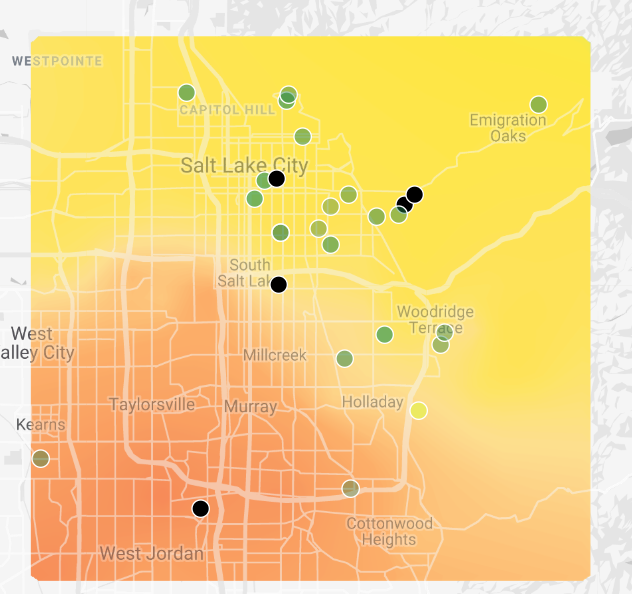 WESTPOINTE
CAPITOL HILL
Emigration
Oaks
Salt Lake City
South
Salt Lak
Woodridge
Terrace
West
alley City
Millcreek
Taylorsville
Murray
Holladay
Kearns
Cottonwood
Heights
West Jordan